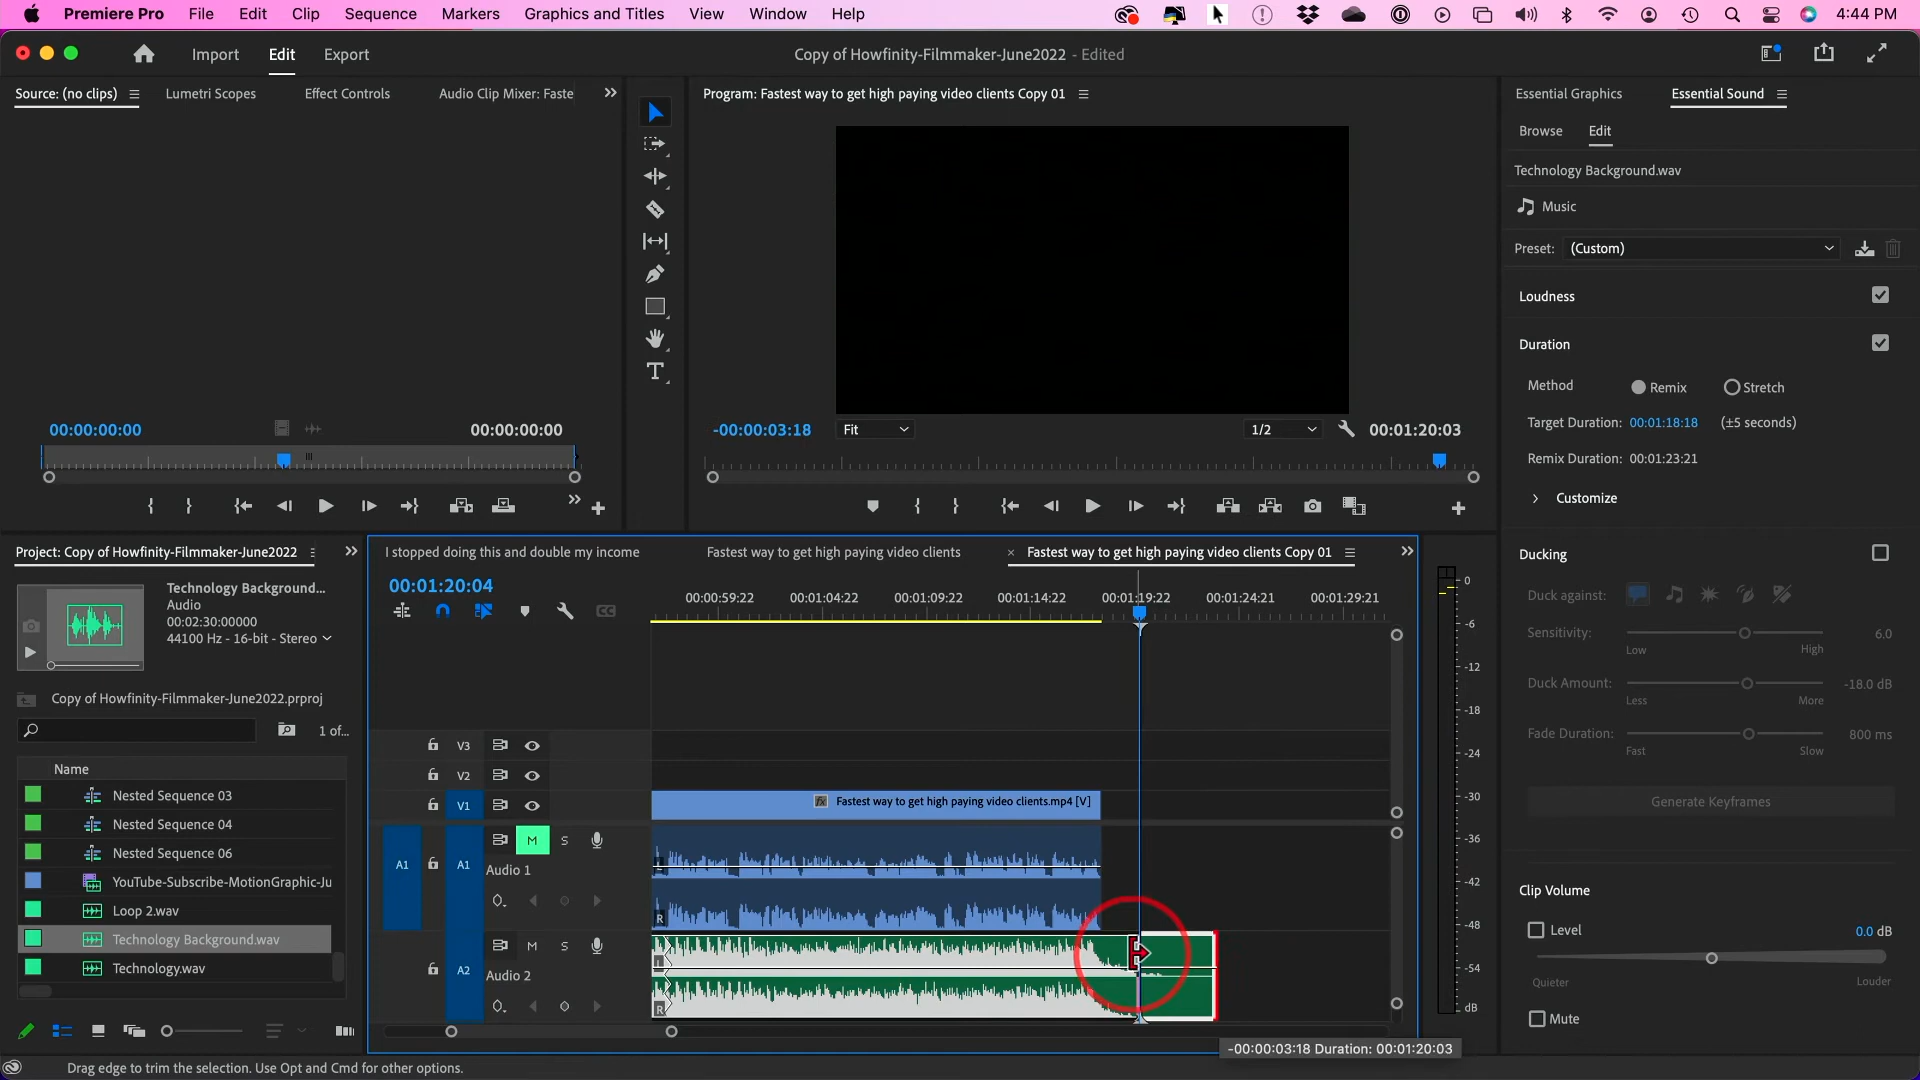 Premiere Pro File Edit Clip Sequence Markers Graphics and Titles View Window Help 4:44 PM
Import Edit Export Copy of Howfinity-Filmmaker-June2022 - Edited
Source: (no clips) Lumetri Scopes Effect Controls Audio Clip Mixer: Faste
Program: Fastest way to get high paying video clients Copy 01
Essential Graphics Essential Sound
Browse Edit
Technology Background.wav
Music
Preset: (Custom)
Loudness
Duration
Method Remix Stretch
Target Duration: 00:01:18:18 (±5 seconds)
Remix Duration: 00:01:23:21
Customize
00:00:00:00 00:00:00:00
-00:00:03:18 Fit 1/2 00:01:20:03
Project: Copy of Howfinity-Filmmaker-June2022
Technology Background...
Audio
00:02:30:00000
44100 Hz - 16-bit - Stereo
Copy of Howfinity-Filmmaker-June2022.prproj
1 of...
Name
Nested Sequence 03
Nested Sequence 04
Nested Sequence 06
YouTube-Subscribe-MotionGraphic-Ju
Loop 2.wav
Technology Background.wav
Technology.wav
I stopped doing this and double my income Fastest way to get high paying video clients × Fastest way to get high paying video clients Copy 01
00:01:20:04
00:00:59:22 00:01:04:22 00:01:09:22 00:01:14:22 00:01:19:22 00:01:24:21 00:01:29:21
V3
V2
V1 fx Fastest way to get high paying video clients.mp4 [V]
A1 A1 M S
Audio 1
L
R
A2 M S
Audio 2
L
R
-00:00:03:18 Duration: 00:01:20:03
0
-6
-12
-18
-24
-30
-36
-42
-48
-54
dB
Ducking
Duck against:
Sensitivity: 6.0
Low High
Duck Amount: -18.0 dB
Less More
Fade Duration: 800 ms
Fast Slow
Generate Keyframes
Clip Volume
Level 0.0 dB
Quieter Louder
Mute
Drag edge to trim the selection. Use Opt and Cmd for other options.